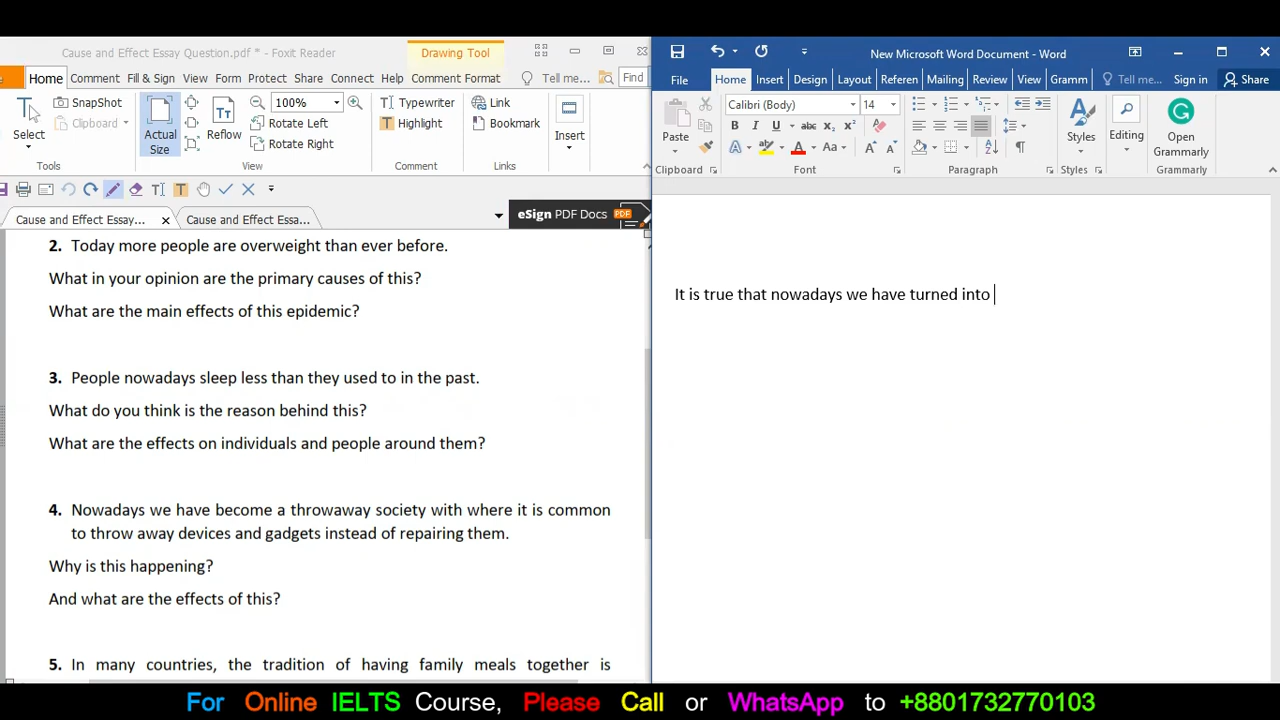 Cause and Effect Essay Question.pdf * - Foxit Reader
Drawing Tool
New Microsoft Word Document - Word
Home Comment Fill & Sign View Form Protect Share Connect Help Comment Format Tell me... Find
File Home Insert Design Layout Referen Mailing Review View Gramm Tell me... Sign in Share
Select
SnapShot
Clipboard
Actual
Size
Reflow
100%
Rotate Left
Rotate Right
Typewriter
Highlight
Link
Bookmark
Insert
Tools View Comment Links
Paste
Calibri (Body) 14
B I U abc x₂ x²
A Aa A A
Styles
Editing
Open
Grammarly
Clipboard Font Paragraph Styles Grammarly
Cause and Effect Essay... Cause and Effect Essa...
eSign PDF Docs PDF
2. Today more people are overweight than ever before.
What in your opinion are the primary causes of this?
What are the main effects of this epidemic?
3. People nowadays sleep less than they used to in the past.
What do you think is the reason behind this?
What are the effects on individuals and people around them?
4. Nowadays we have become a throwaway society with where it is common
to throw away devices and gadgets instead of repairing them.
Why is this happening?
And what are the effects of this?
5. In many countries, the tradition of having family meals together is
It is true that nowadays we have turned into
For Online IELTS Course, Please Call or WhatsApp to +8801732770103